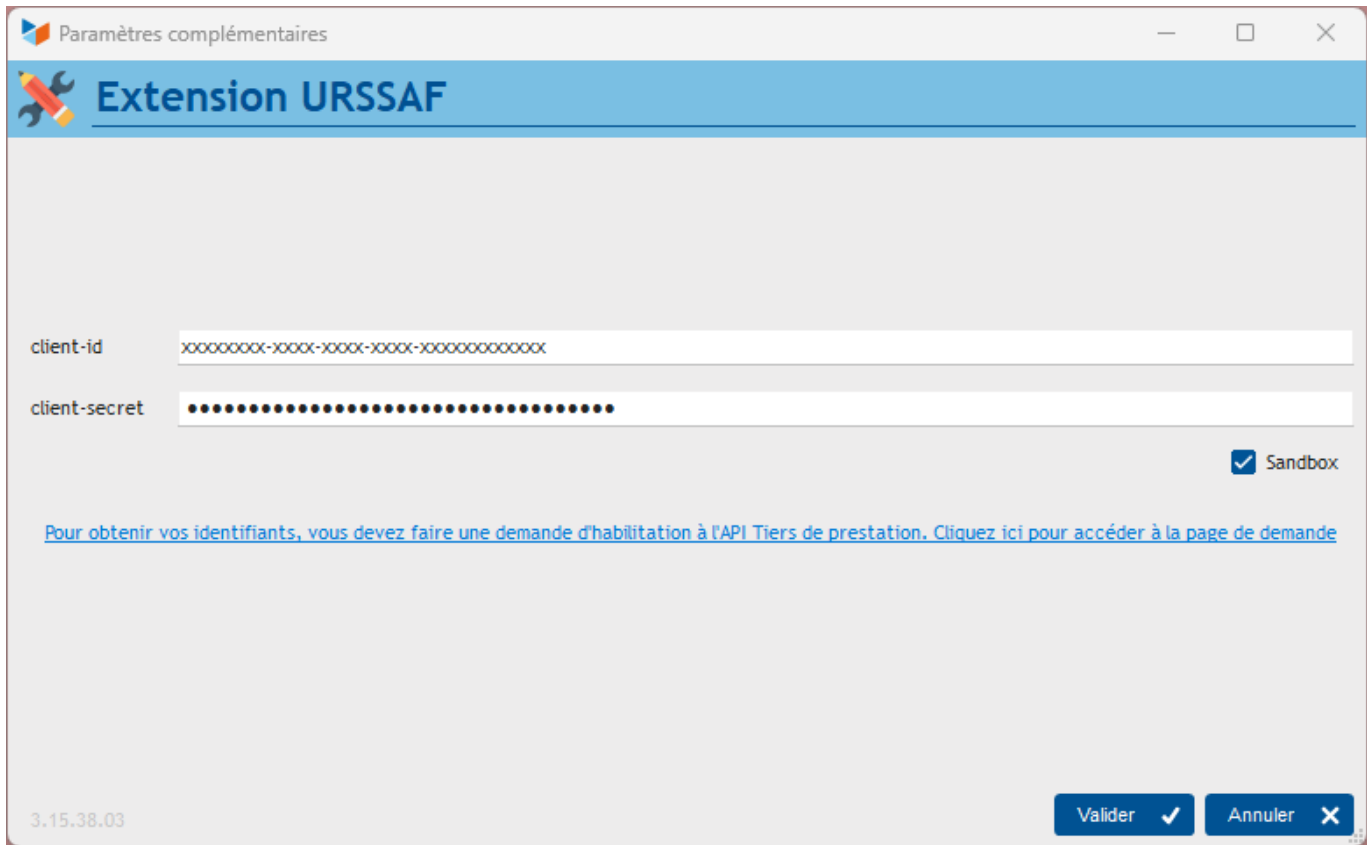 Paramètres complémentaires
Extension URSSAF
client-id xxxxxxxx-xxxx-xxxx-xxxx-xxxxxxxxxxxx
client-secret •••••••••••••••••••••••••••••••••••
Sandbox
Pour obtenir vos identifiants, vous devez faire une demande d'habilitation à l'API Tiers de prestation. Cliquez ici pour accéder à la page de demande
3.15.38.03
Valider
Annuler